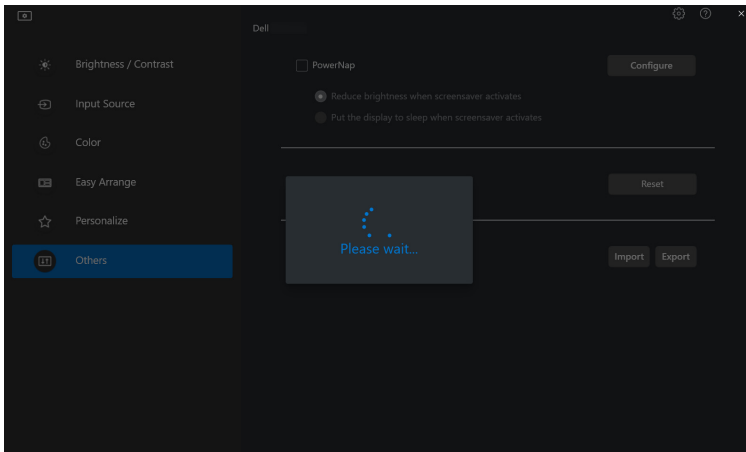 Dell
Brightness / Contrast
Input Source
Color
Easy Arrange
Personalize
Others
PowerNap
Configure
Reduce brightness when screensaver activates
Put the display to sleep when screensaver activates
Reset
Please wait...
Import
Export